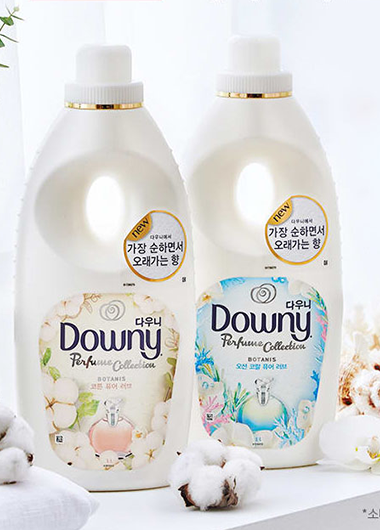 new
다우니에서
가장 순하면서
오래가는 향
다우니
Downy
Perfume Collection
BOTANIS
코튼 퓨어 러브
1L
new
다우니에서
가장 순하면서
오래가는 향
다우니
Downy
Perfume Collection
BOTANIS
오션 코랄 퓨어 러브
1L